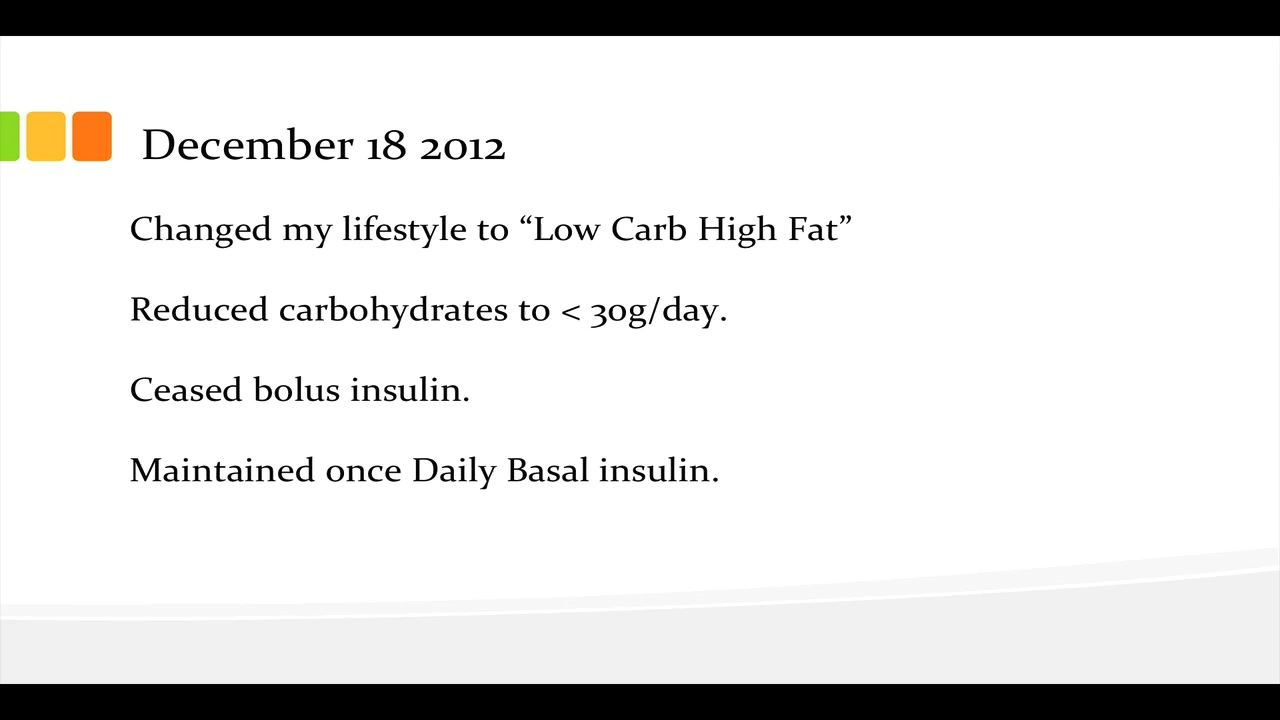 December 18 2012
Changed my lifestyle to “Low Carb High Fat”
Reduced carbohydrates to < 30g/day.
Ceased bolus insulin.
Maintained once Daily Basal insulin.